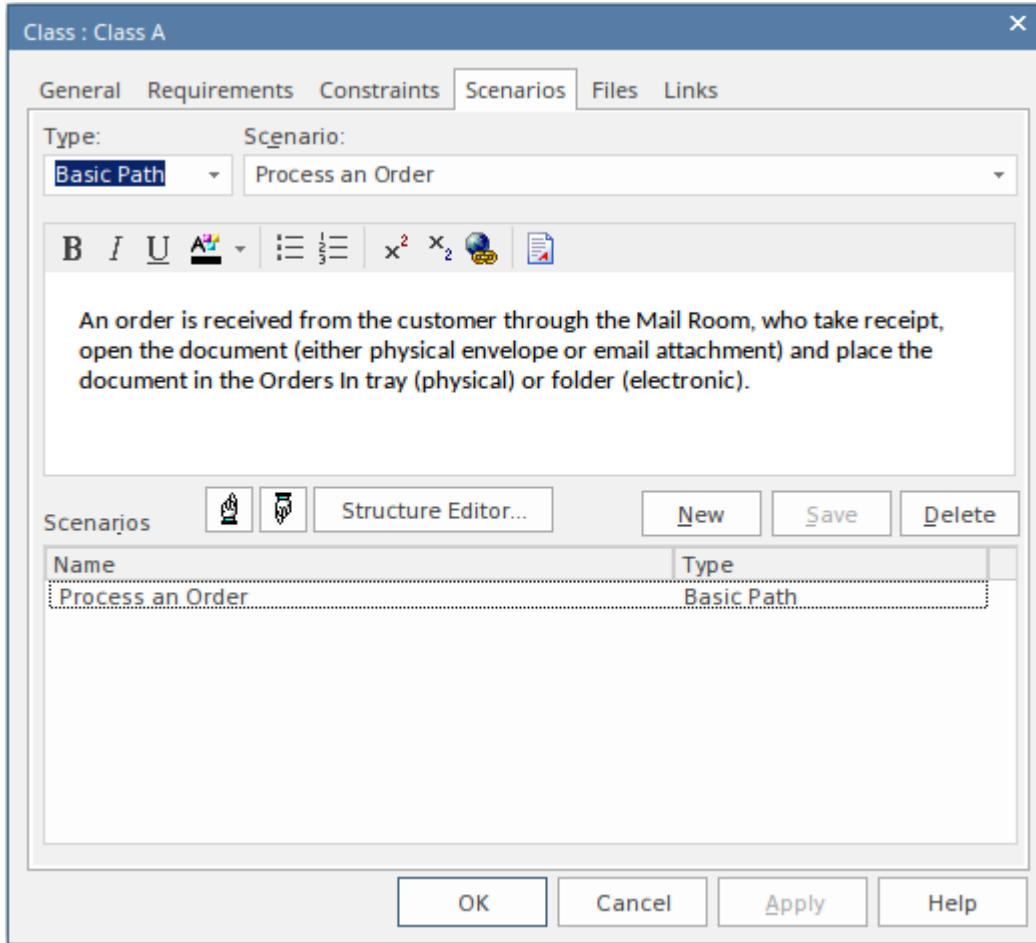 Class : Class A
General Requirements Constraints Scenarios Files Links
Type: Scenario:
Basic Path Process an Order
B I U A x² x₂
An order is received from the customer through the Mail Room, who take receipt,
open the document (either physical envelope or email attachment) and place the
document in the Orders In tray (physical) or folder (electronic).
Scenarios Structure Editor... New Save Delete
Name Type
Process an Order Basic Path
OK Cancel Apply Help